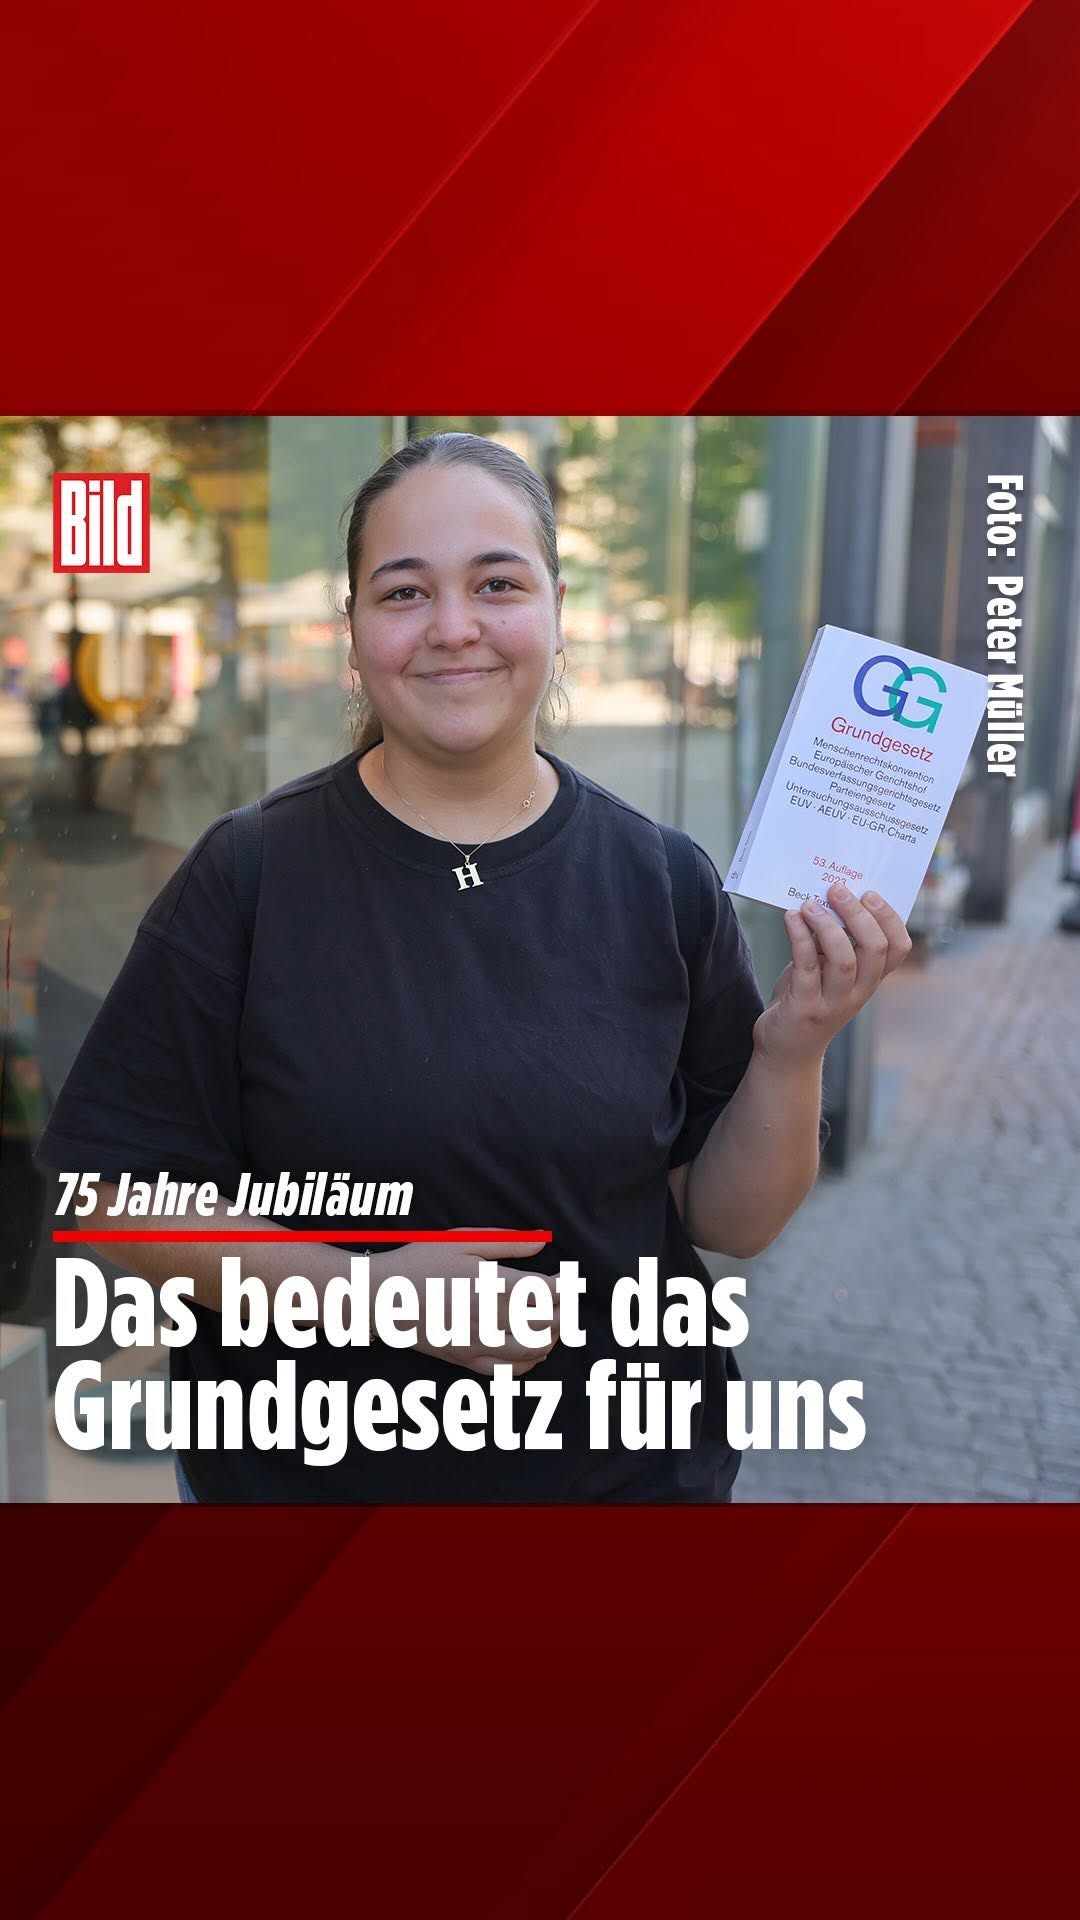 Bild
Foto: Peter Müller
GG
Grundgesetz
Menschenrechtskonvention
Europäischer Gerichtshof
Bundesverfassungsgerichtsgesetz
Parteiengesetz
Untersuchungsausschussgesetz
EUV · AEUV · EU-GR-Charta
53. Auflage
2023
Beck
H
75 Jahre Jubiläum
Das bedeutet das
Grundgesetz für uns